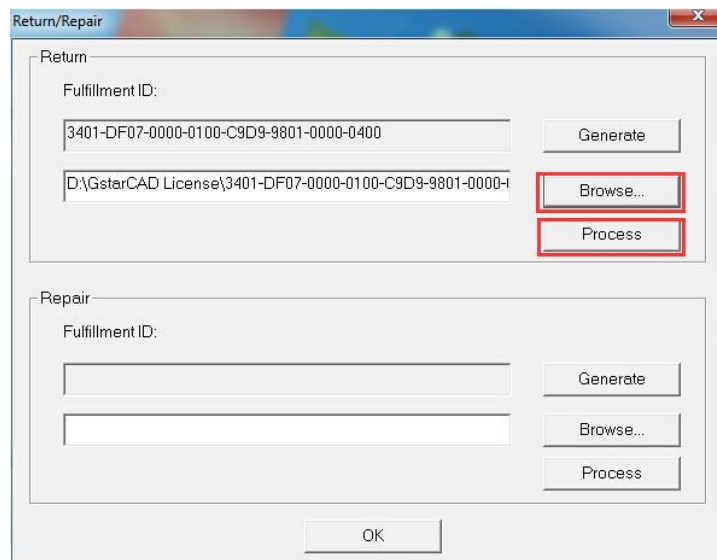 Return/Repair
Return
Fulfillment ID:
3401-DF07-0000-0100-C9D9-9801-0000-0400
Generate
D:\GstarCAD License\3401-DF07-0000-0100-C9D9-9801-0000-
Browse...
Process
Repair
Fulfillment ID:
Generate
Browse...
Process
OK